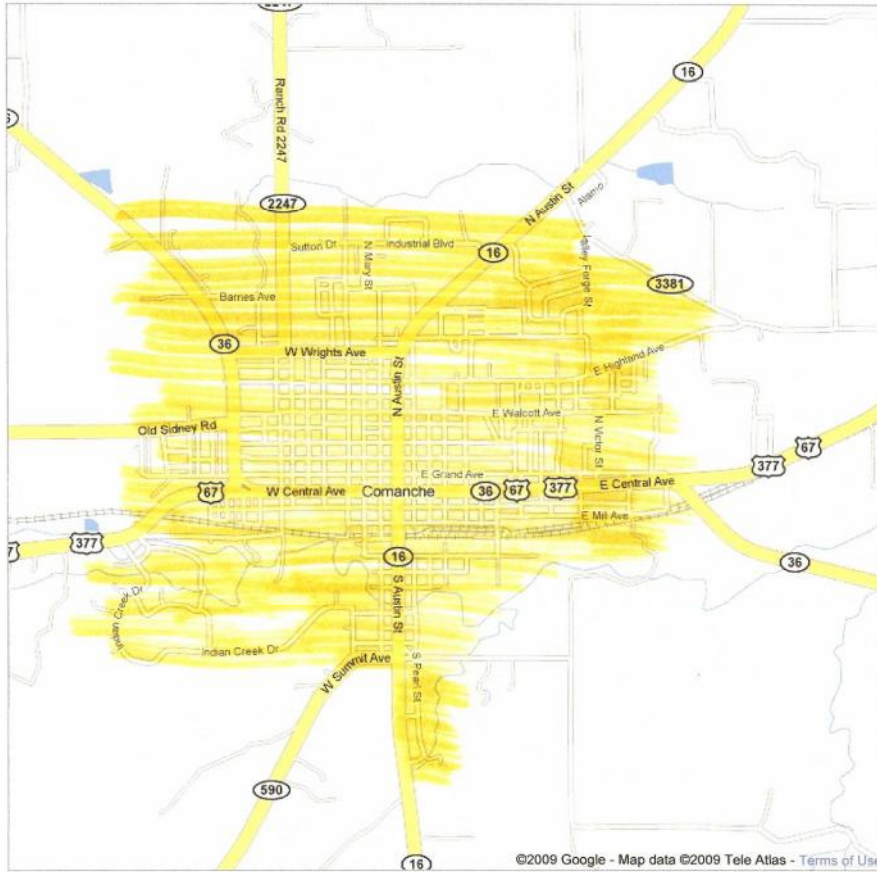 2247
16
Ranch Rd 2247
6
2247
N Austin St
Alamo
Sutton Dr
N Mary St
Industrial Blvd
16
Valley Forge St
3381
Barnes Ave
36
W Wrights Ave
N Austin St
E Highland Ave
Old Sidney Rd
E Walcott Ave
N Victor St
67
377
E Grand Ave
67
W Central Ave
Comanche
36
67
377
E Central Ave
E Mill Ave
377
16
36
Indian Creek Dr
S Austin St
Indian Creek Dr
W Summit Ave
S Pearl St
590
16
©2009 Google - Map data ©2009 Tele Atlas - Terms of Use